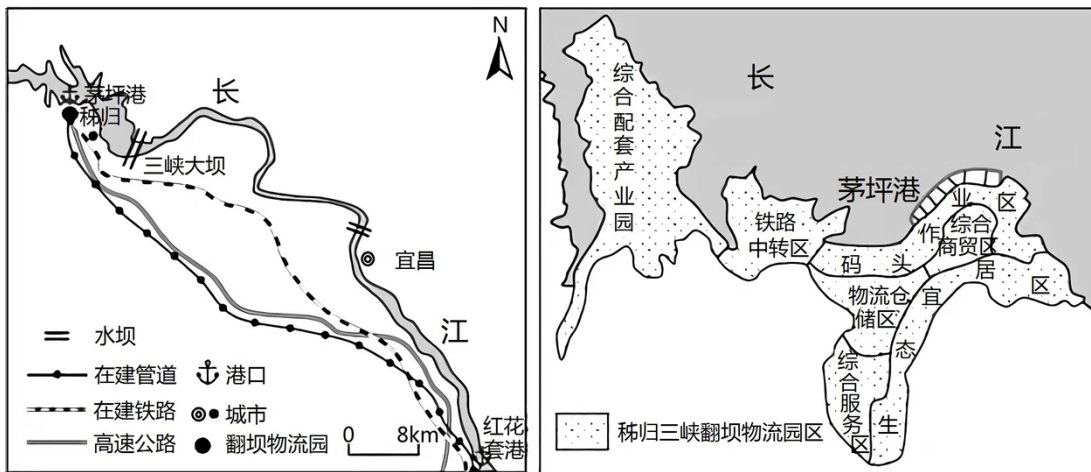 N
长
茅坪港
秭归
三峡大坝
宜昌
江
水坝
在建管道
港口
在建铁路
城市
高速公路
翻坝物流园
0 8km
红花
套港
长
江
综合配套产业园
茅坪港
铁路
中转区
码头作业区
综合
商贸区
物流仓
储区
生态宜居区
综合服务区
秭归三峡翻坝物流园区